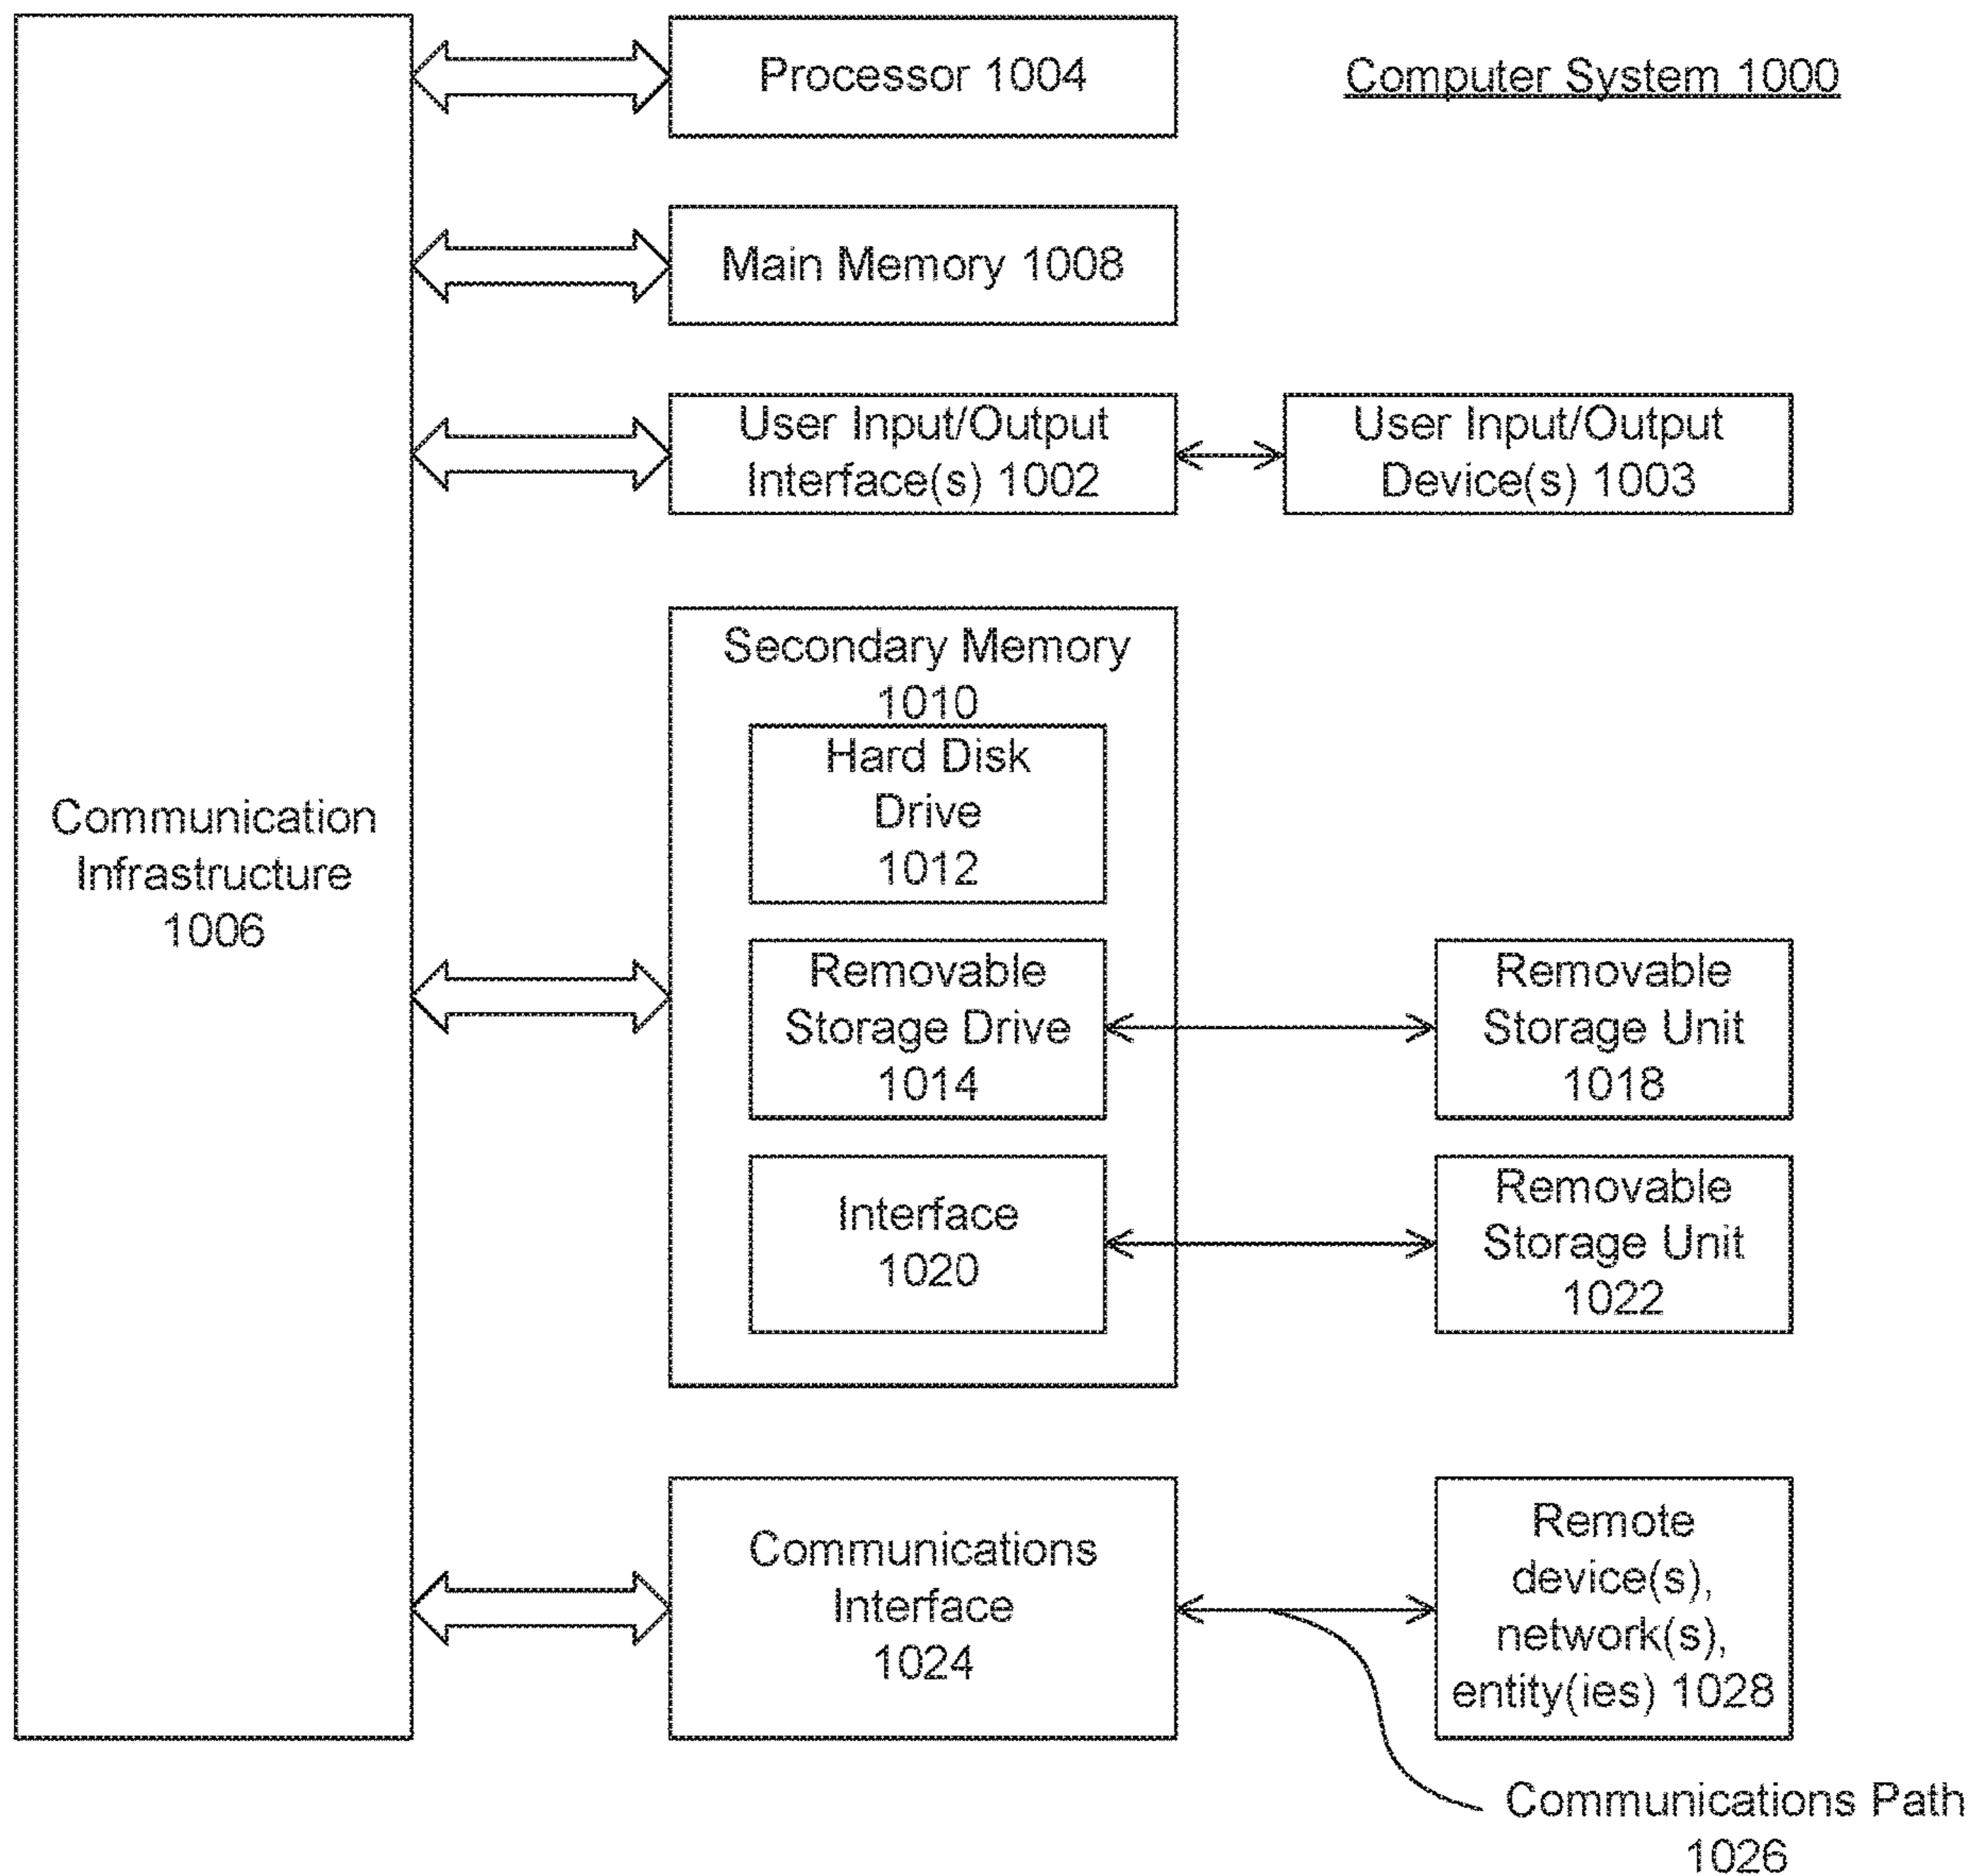 Processor 1004
Computer System 1000
Main Memory 1008
User Input/Output
Interface(s) 1002
User Input/Output
Device(s) 1003
Secondary Memory
1010
Hard Disk
Drive
1012
Communication
Infrastructure
1006
Removable
Storage Drive
1014
Removable
Storage Unit
1018
Interface
1020
Removable
Storage Unit
1022
Communications
Interface
1024
Remote
device(s),
network(s),
entity(ies) 1028
Communications Path
1026